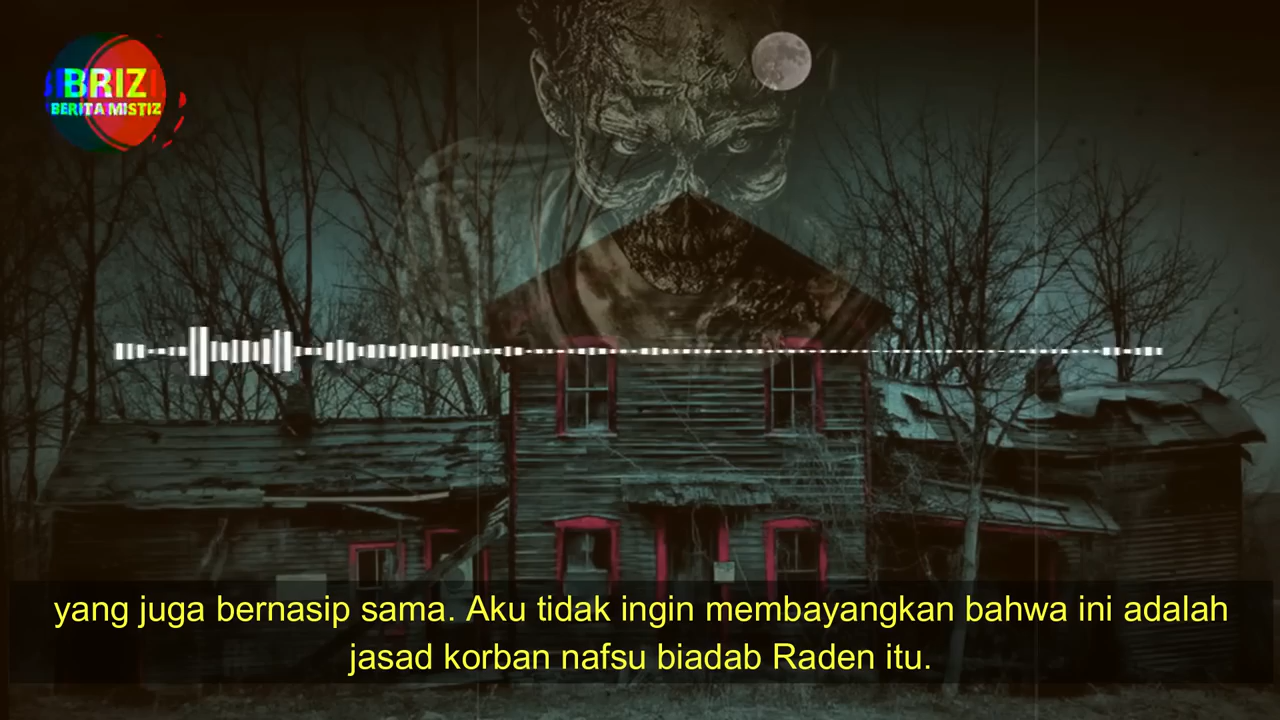 BRIZ
BERITA MISTIZ
yang juga bernasip sama. Aku tidak ingin membayangkan bahwa ini adalah
jasad korban nafsu biadab Raden itu.